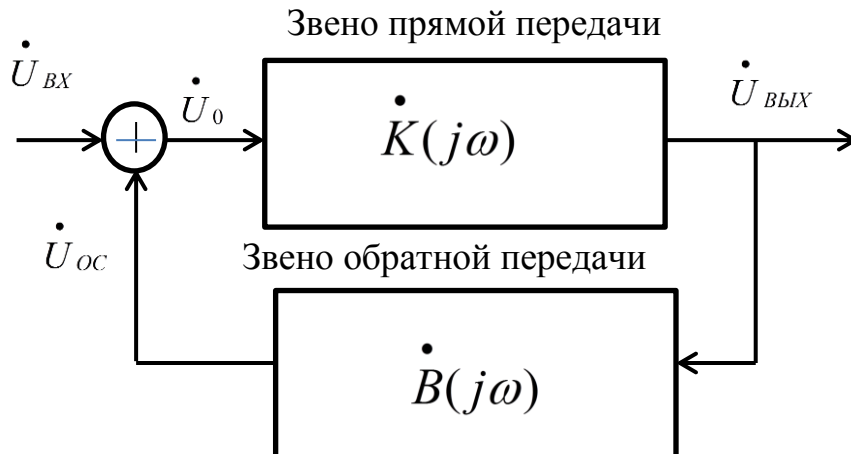 Звено прямой передачи
U̇ ВХ
U̇ 0
K̇(jω)
U̇ ВЫХ
+
U̇ ОС
Звено обратной передачи
Ḃ(jω)